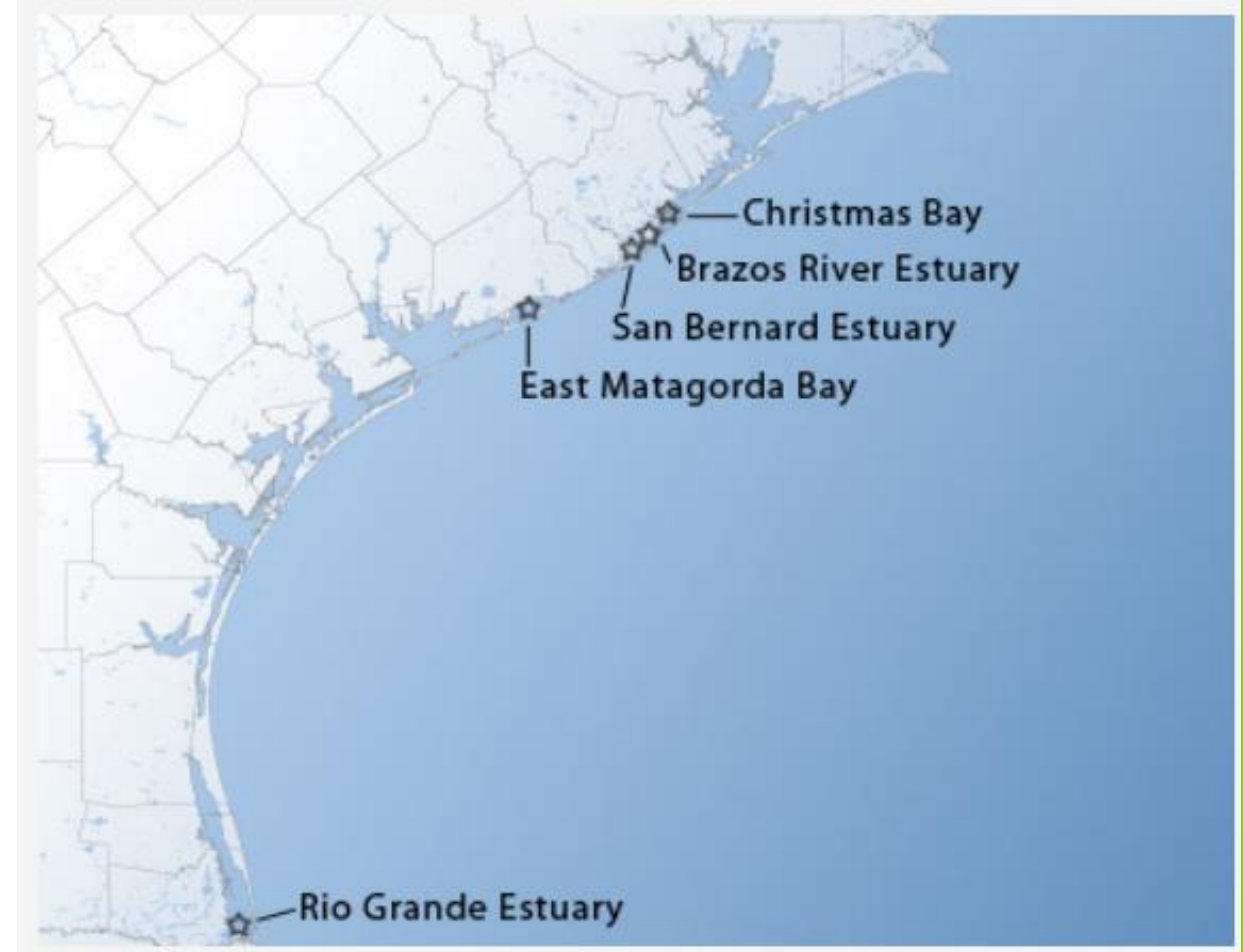 Christmas Bay
Brazos River Estuary
San Bernard Estuary
East Matagorda Bay
Rio Grande Estuary